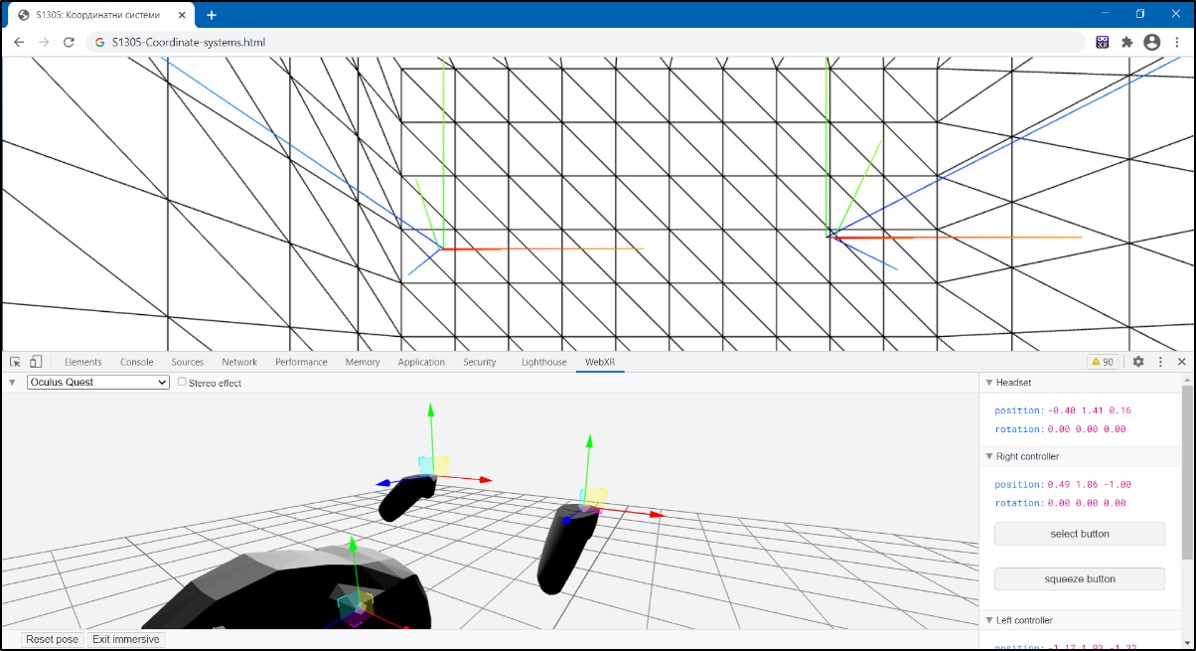 S1305: Координатни системи
S1305-Coordinate-systems.html
Elements Console Sources Network Performance Memory Application Security Lighthouse WebXR 90
Oculus Quest Stereo effect
Headset
position: -0.40 1.41 0.16
rotation: 0.00 0.00 0.00
Right controller
position: 0.49 1.86 -1.00
rotation: 0.00 0.00 0.00
select button
squeeze button
Left controller
Reset pose Exit immersive